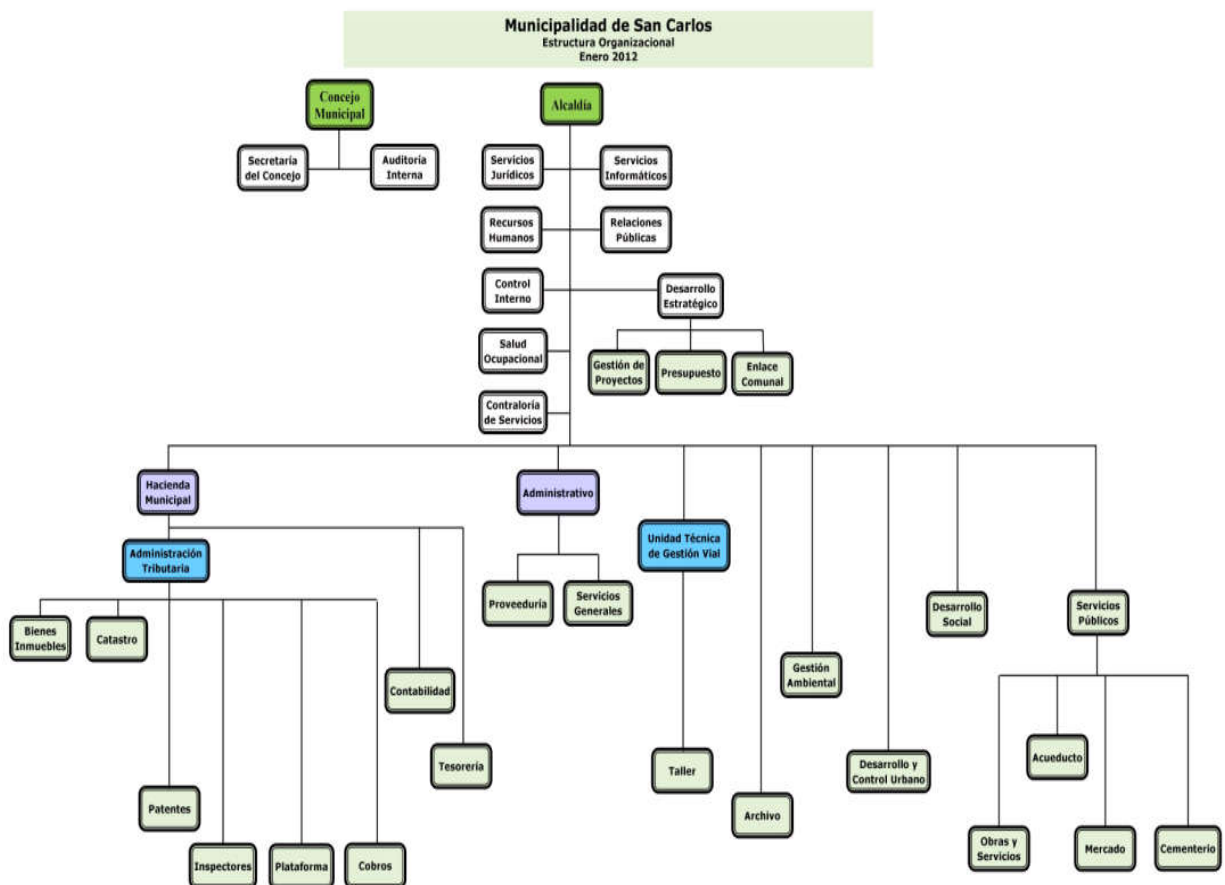 Municipalidad de San Carlos
Estructura Organizacional
Enero 2012
Concejo
Municipal
Alcaldía
Secretaría
del Concejo
Auditoria
Interna
Servicios
Jurídicos
Servicios
Informáticos
Recursos
Humanos
Relaciones
Públicas
Control
Interno
Desarrollo
Estratégico
Salud
Ocupacional
Gestión de
Proyectos
Presupuesto
Enlace
Comunal
Contraloría
de Servicios
Hacienda
Municipal
Administrativo
Administración
Tributaria
Unidad Técnica
de Gestión Vial
Proveeduría
Servicios
Generales
Bienes
Inmuebles
Catastro
Desarrollo
Social
Servicios
Públicos
Contabilidad
Gestión
Ambiental
Tesorería
Taller
Desarrollo y
Control Urbano
Acueducto
Patentes
Archivo
Obras y
Servicios
Mercado
Cementerio
Inspectores
Plataforma
Cobros